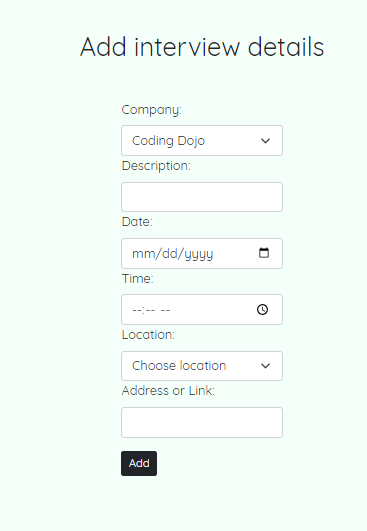 Add interview details
Company:
Coding Dojo
Description:
Date:
mm/dd/yyyy
Time:
--:-- --
Location:
Choose location
Address or Link:
Add